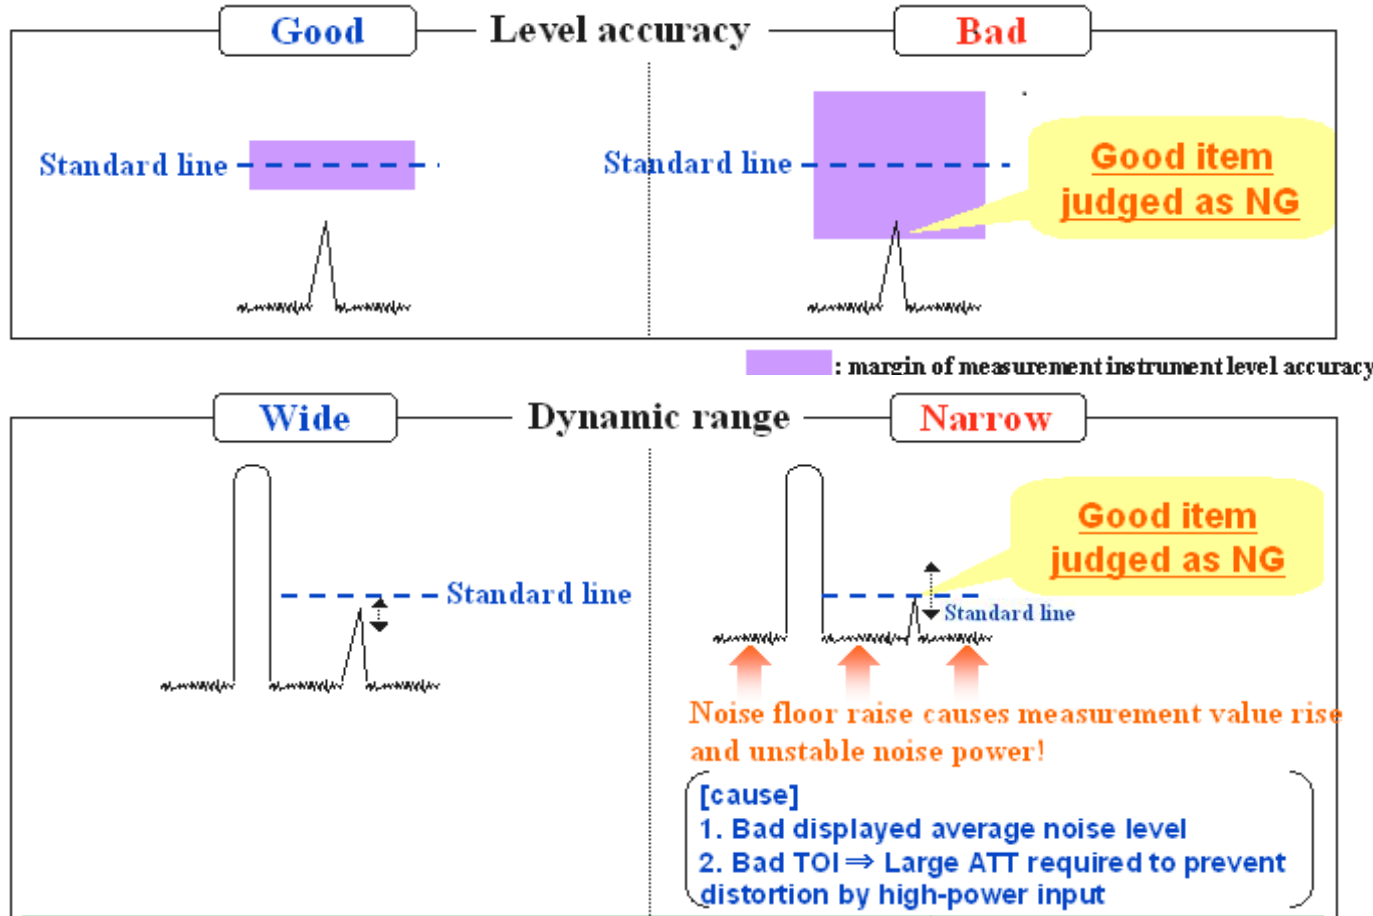 Good
Level accuracy
Bad
Standard line
Standard line
Good item
judged as NG
: margin of measurement instrument level accuracy
Wide
Dynamic range
Narrow
Standard line
Good item
judged as NG
Standard line
Noise floor raise causes measurement value rise
and unstable noise power!
[cause]
1. Bad displayed average noise level
2. Bad TOI ⇒ Large ATT required to prevent
distortion by high-power input